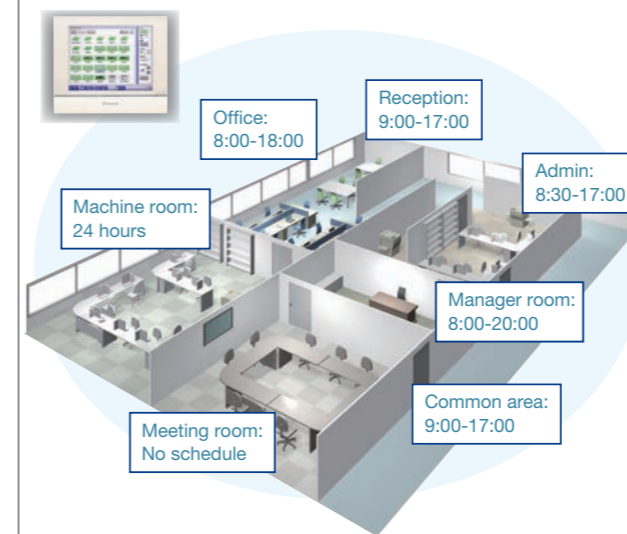 Reception:
9:00-17:00
Office:
8:00-18:00
Admin:
8:30-17:00
Machine room:
24 hours
Manager room:
8:00-20:00
Common area:
9:00-17:00
Meeting room:
No schedule